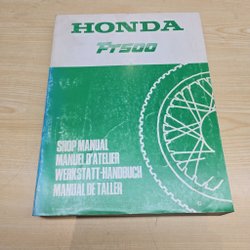 HONDA
FT500
SHOP MANUAL
MANUEL D'ATELIER
WERKSTATT-HANDBUCH
MANUAL DE TALLER